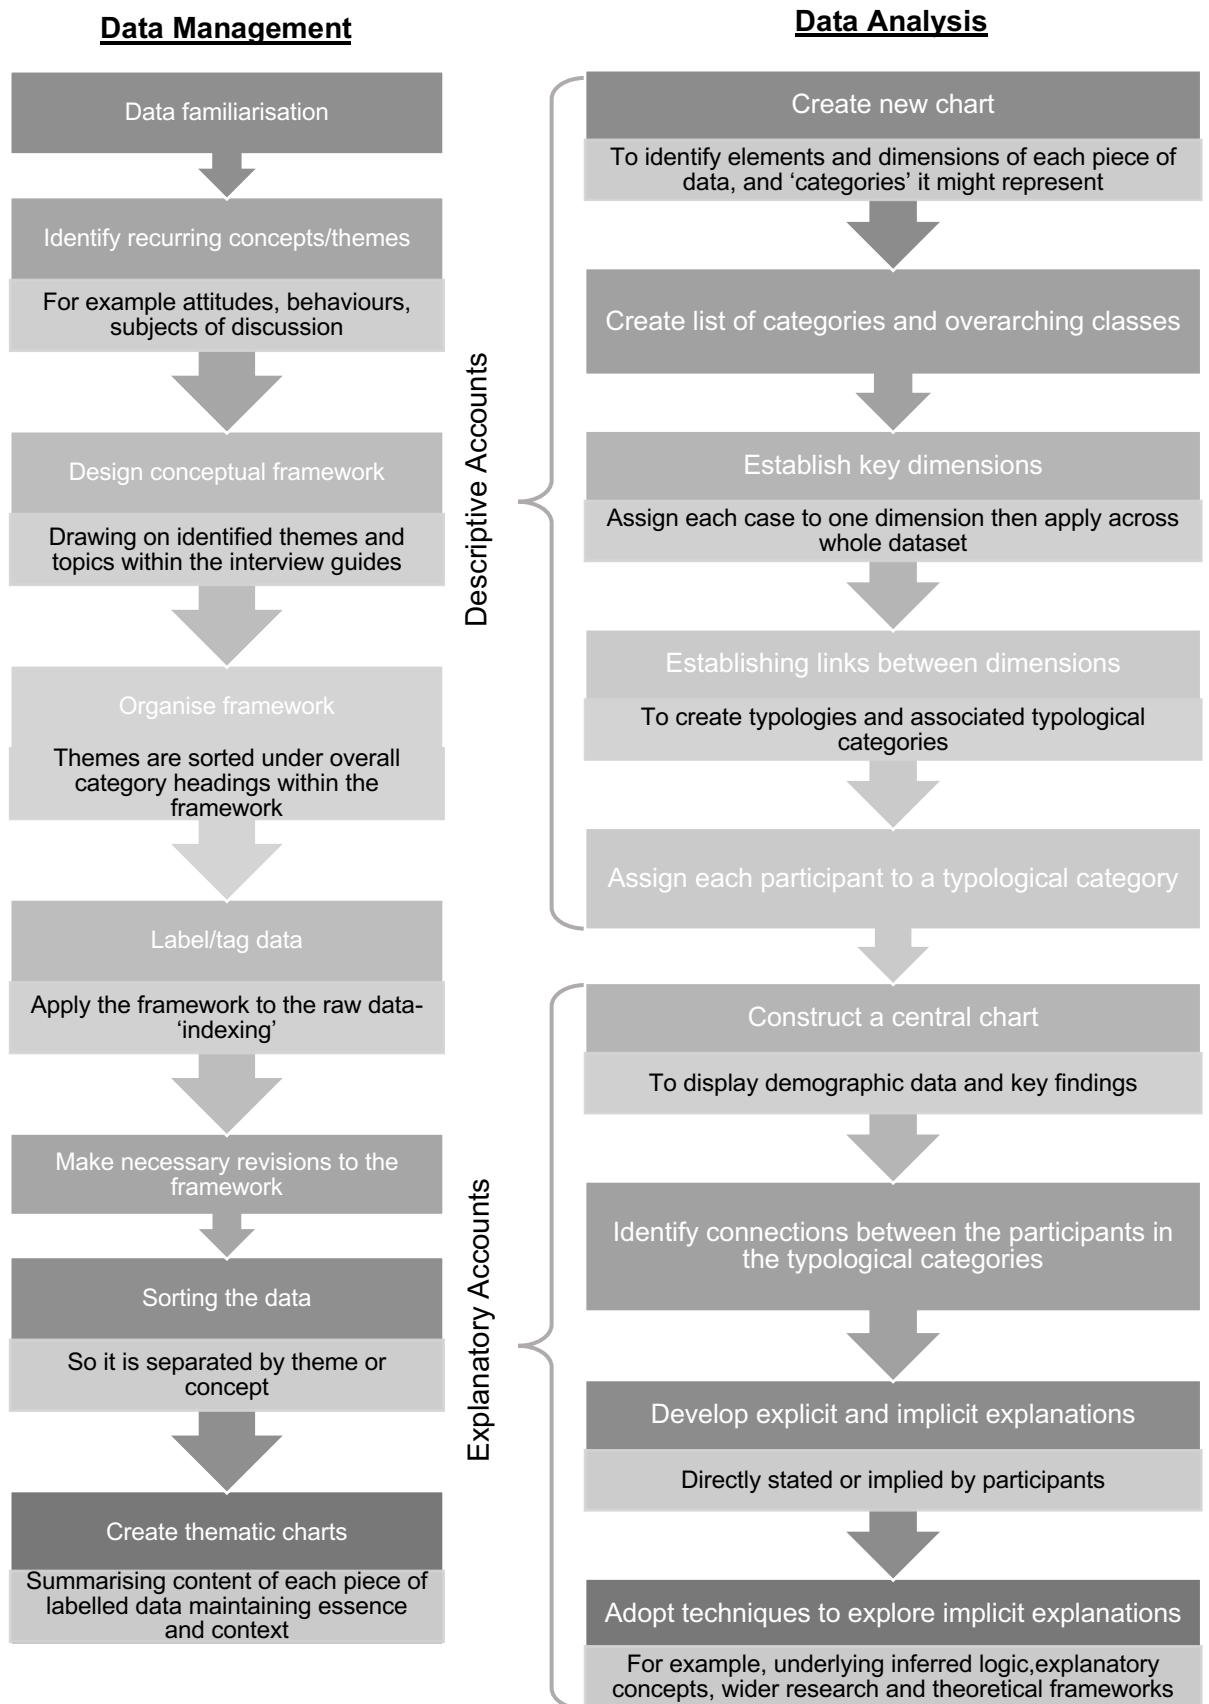 Data Management
Data familiarisation
Identify recurring concepts/themes
For example attitudes, behaviours,
subjects of discussion
Design conceptual framework
Drawing on identified themes and
topics within the interview guides
Organise framework
Themes are sorted under overall
category headings within the
framework
Label/tag data
Apply the framework to the raw data-
‘indexing’
Make necessary revisions to the
framework
Sorting the data
So it is separated by theme or
concept
Create thematic charts
Summarising content of each piece of
labelled data maintaining essence
and context
Data Analysis
Descriptive Accounts
Create new chart
To identify elements and dimensions of each piece of
data, and ‘categories’ it might represent
Create list of categories and overarching classes
Establish key dimensions
Assign each case to one dimension then apply across
whole dataset
Establishing links between dimensions
To create typologies and associated typological
categories
Assign each participant to a typological category
Explanatory Accounts
Construct a central chart
To display demographic data and key findings
Identify connections between the participants in
the typological categories
Develop explicit and implicit explanations
Directly stated or implied by participants
Adopt techniques to explore implicit explanations
For example, underlying inferred logic,explanatory
concepts, wider research and theoretical frameworks